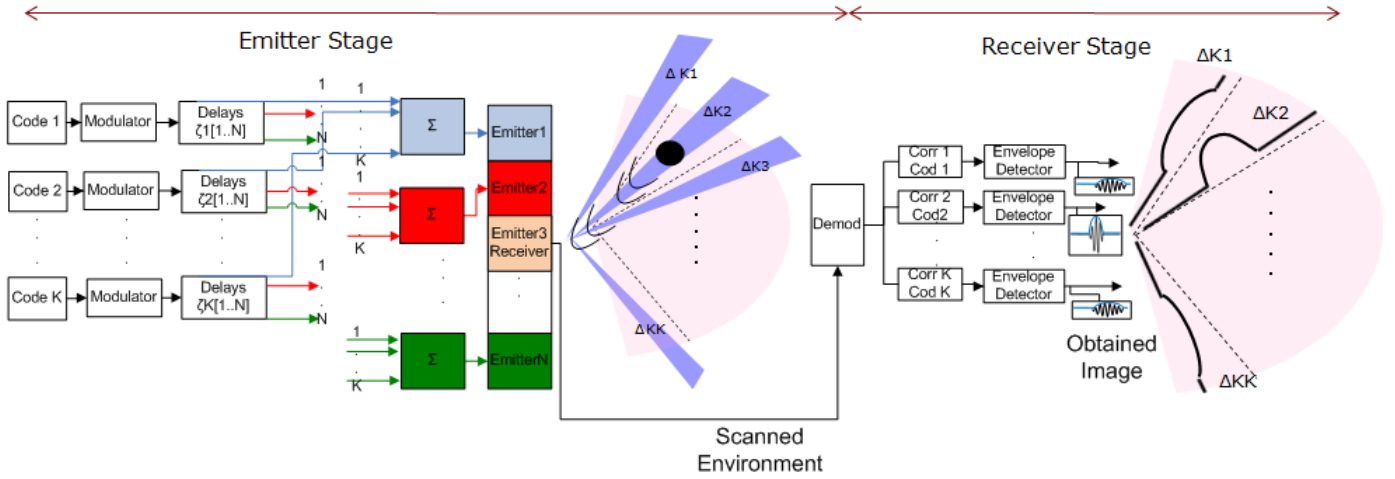 Emitter Stage
Receiver Stage
Code 1
Modulator
Delays
ζ1[1..N]
1
N
Code 2
Modulator
Delays
ζ2[1..N]
1
N
Code K
Modulator
Delays
ζK[1..N]
1
N
1
K
Σ
1
K
Σ
1
K
Σ
Emitter1
Emitter2
Emitter3
Receiver
EmitterN
Δ K1
ΔK2
ΔK3
Δ KK
Scanned
Environment
Demod
Corr 1
Cod 1
Envelope
Detector
Corr 2
Cod2
Envelope
Detector
Corr K
Cod K
Envelope
Detector
Obtained
Image
ΔK1
ΔK2
ΔKK